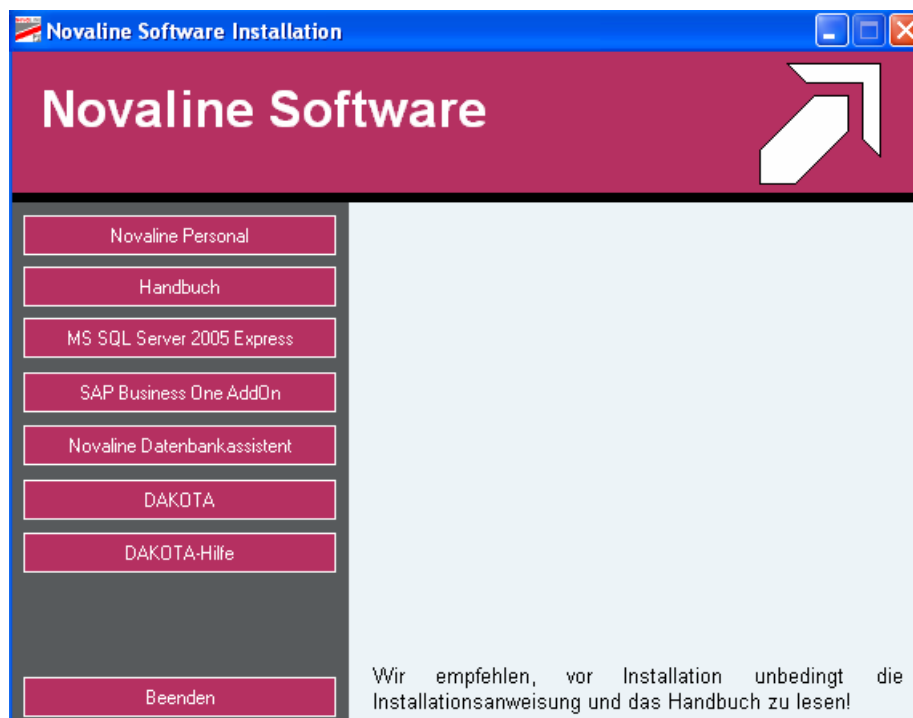 Novaline Software Installation
Novaline Software
Novaline Personal
Handbuch
MS SQL Server 2005 Express
SAP Business One AddOn
Novaline Datenbankassistent
DAKOTA
DAKOTA-Hilfe
Beenden
Wir empfehlen, vor Installation unbedingt die
Installationsanweisung und das Handbuch zu lesen!